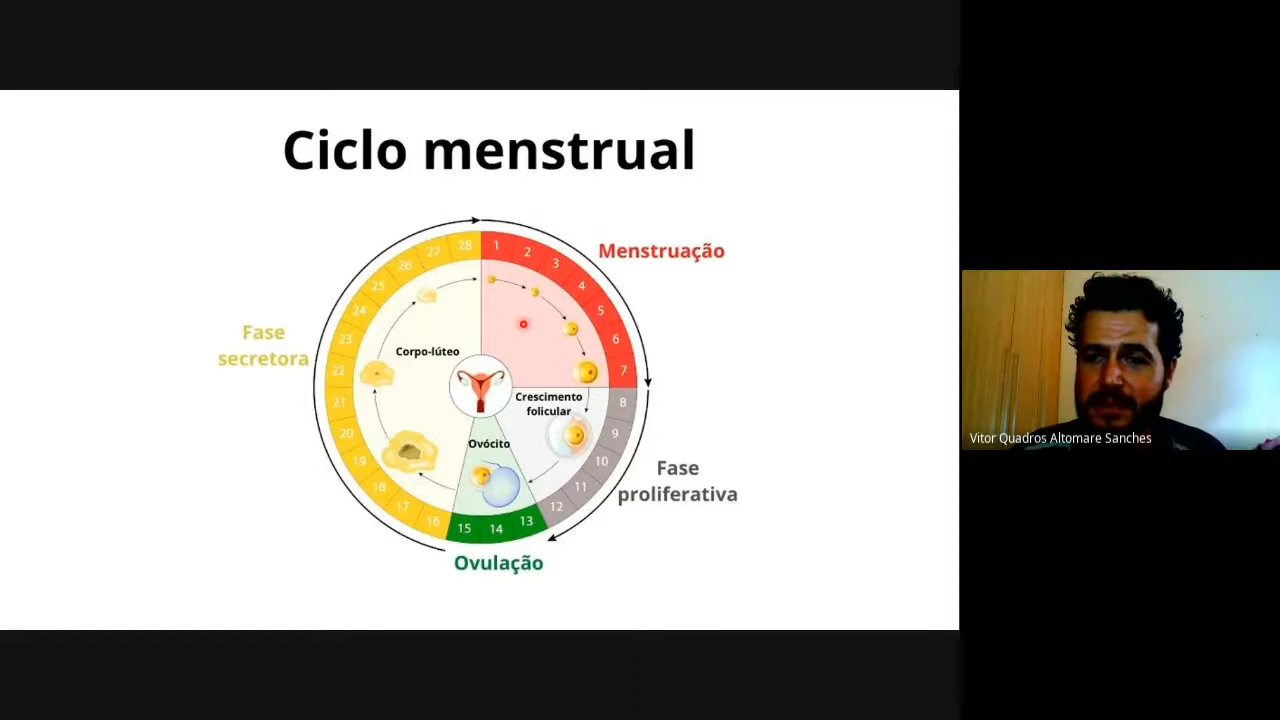 Ciclo menstrual
Menstruação
Fase
secretora
Corpo-lúteo
Crescimento
folicular
Ovócito
Fase
proliferativa
Ovulação
1
2
3
4
5
6
7
8
9
10
11
12
13
14
15
16
17
18
19
20
21
22
23
24
25
26
27
28
Vitor Quadros Altomare Sanches